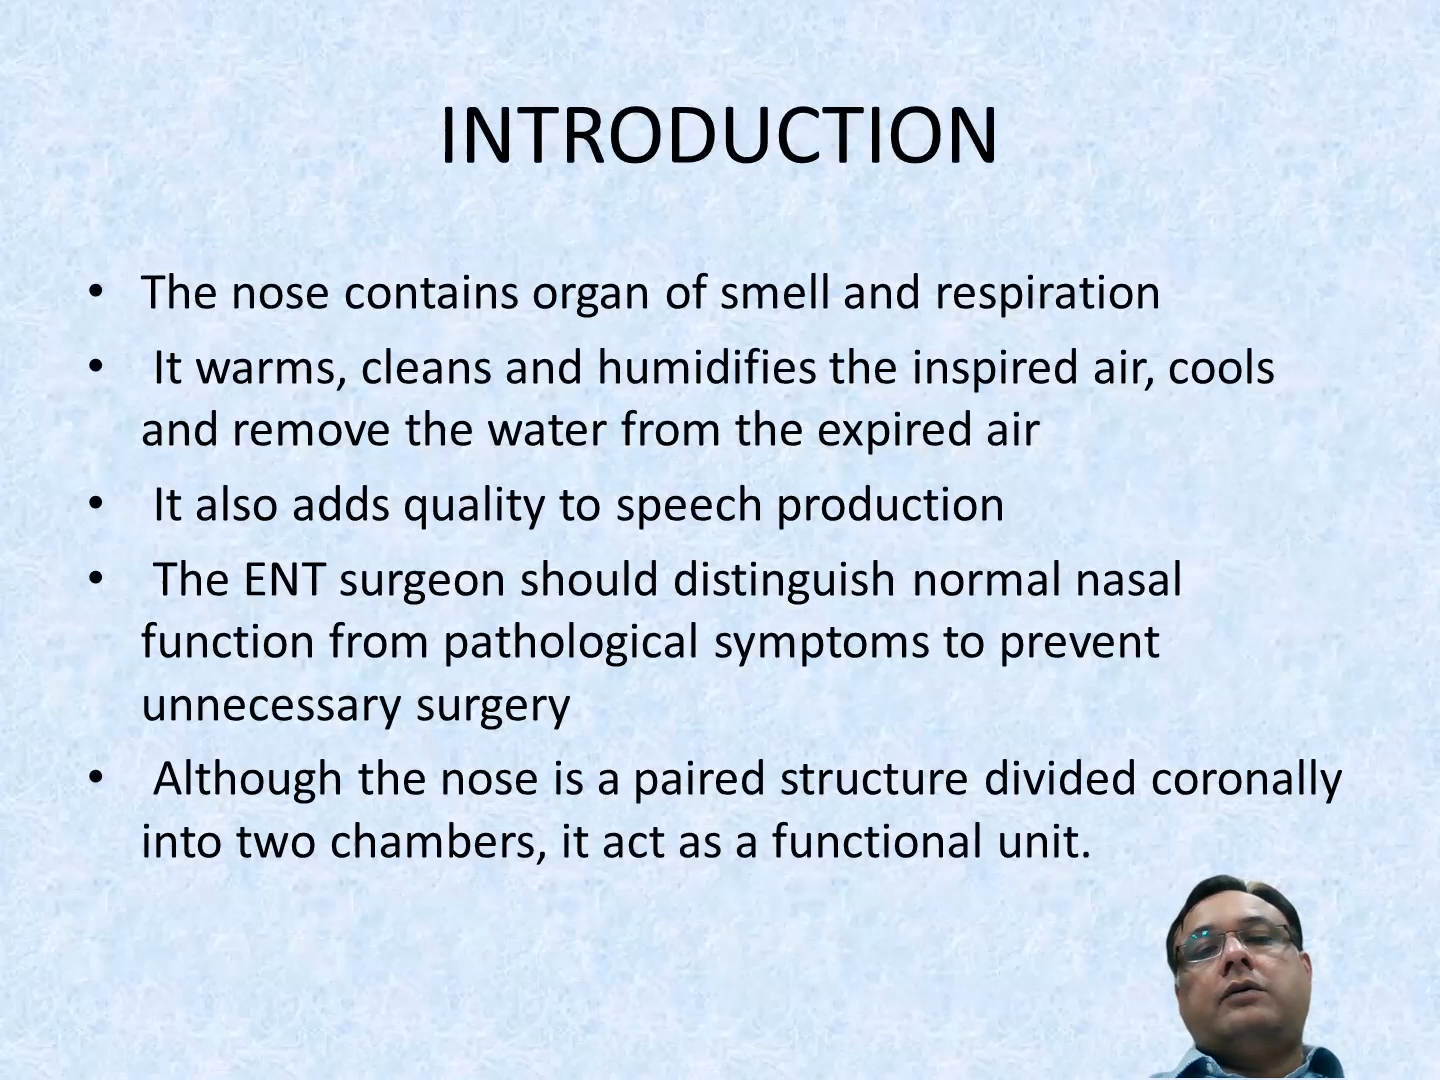 INTRODUCTION
• The nose contains organ of smell and respiration
• It warms, cleans and humidifies the inspired air, cools
and remove the water from the expired air
• It also adds quality to speech production
• The ENT surgeon should distinguish normal nasal
function from pathological symptoms to prevent
unnecessary surgery
• Although the nose is a paired structure divided coronally
into two chambers, it act as a functional unit.